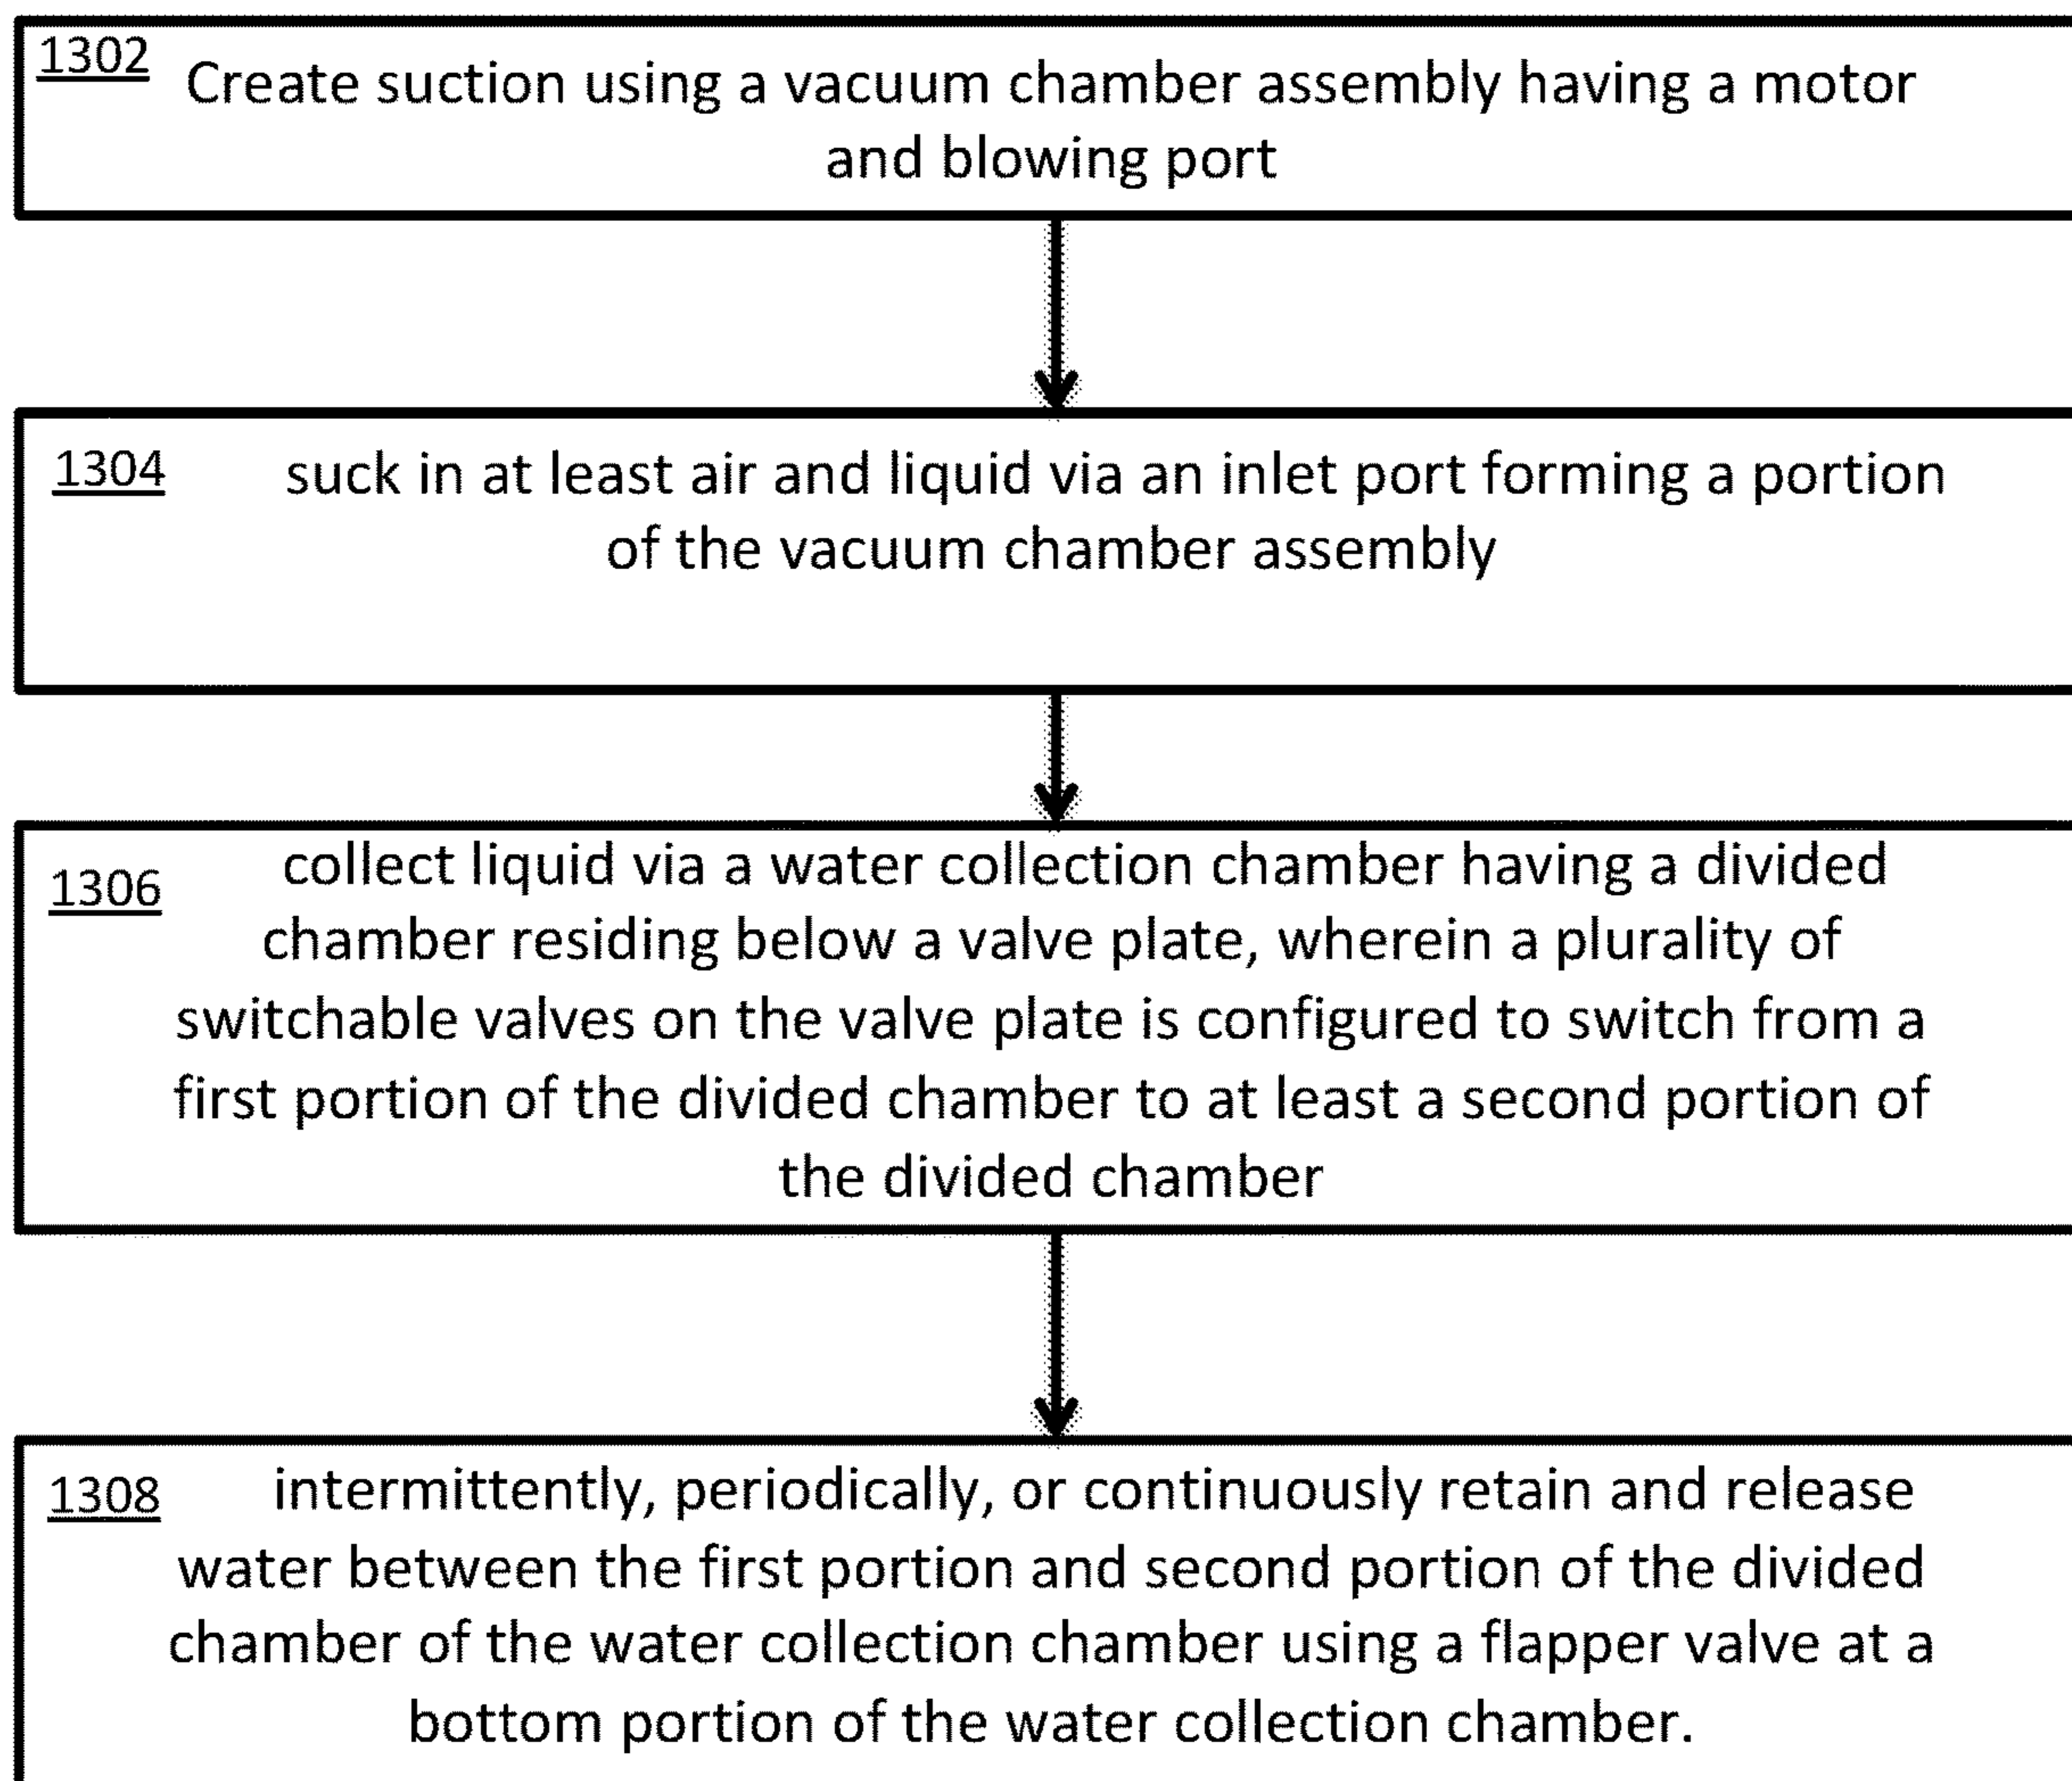 1302 Create suction using a vacuum chamber assembly having a motor
and blowing port
1304 suck in at least air and liquid via an inlet port forming a portion
of the vacuum chamber assembly
1306 collect liquid via a water collection chamber having a divided
chamber residing below a valve plate, wherein a plurality of
switchable valves on the valve plate is configured to switch from a
first portion of the divided chamber to at least a second portion of
the divided chamber
1308 intermittently, periodically, or continuously retain and release
water between the first portion and second portion of the divided
chamber of the water collection chamber using a flapper valve at a
bottom portion of the water collection chamber.